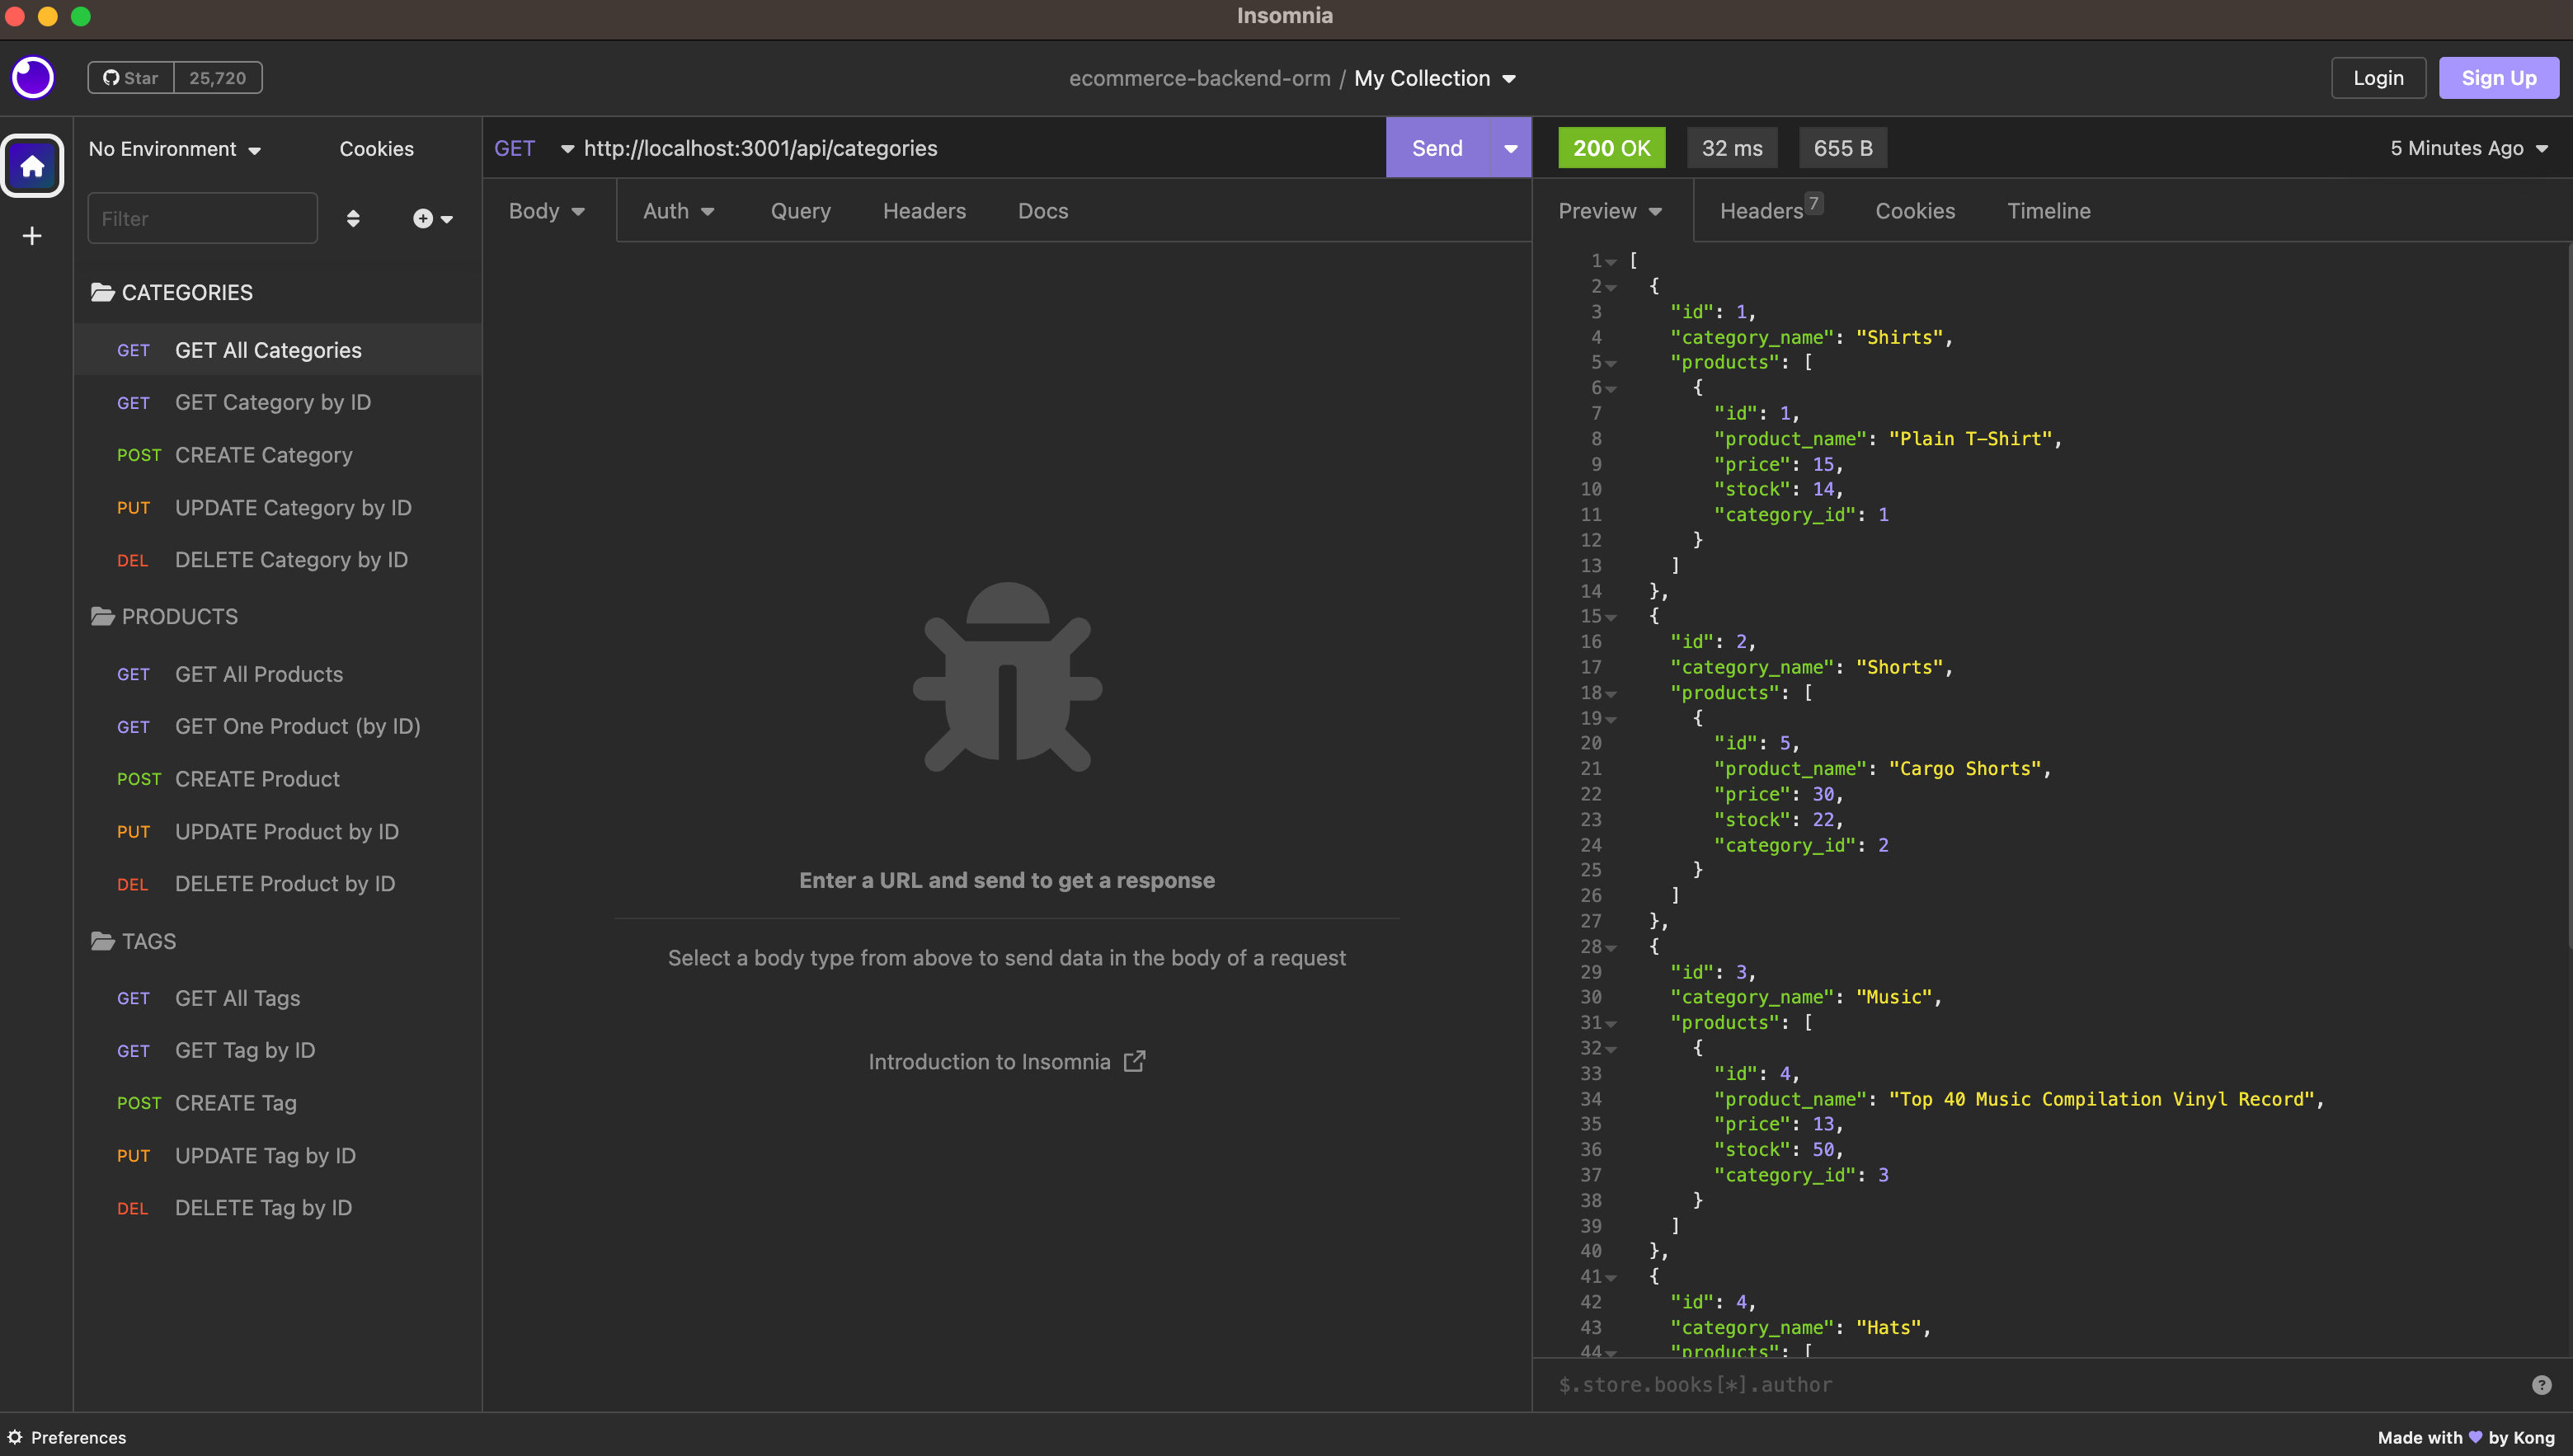 Insomnia
Star 25,720
ecommerce-backend-orm / My Collection
Login
Sign Up
No Environment
Cookies
Filter
CATEGORIES
GET GET All Categories
GET GET Category by ID
POST CREATE Category
PUT UPDATE Category by ID
DEL DELETE Category by ID
PRODUCTS
GET GET All Products
GET GET One Product (by ID)
POST CREATE Product
PUT UPDATE Product by ID
DEL DELETE Product by ID
TAGS
GET GET All Tags
GET GET Tag by ID
POST CREATE Tag
PUT UPDATE Tag by ID
DEL DELETE Tag by ID
GET http://localhost:3001/api/categories Send
Body Auth Query Headers Docs
Enter a URL and send to get a response
Select a body type from above to send data in the body of a request
Introduction to Insomnia
200 OK 32 ms 655 B 5 Minutes Ago
Preview Headers 7 Cookies Timeline
1 [
2 {
3 "id": 1,
4 "category_name": "Shirts",
5 "products": [
6 {
7 "id": 1,
8 "product_name": "Plain T-Shirt",
9 "price": 15,
10 "stock": 14,
11 "category_id": 1
12 }
13 ]
14 },
15 {
16 "id": 2,
17 "category_name": "Shorts",
18 "products": [
19 {
20 "id": 5,
21 "product_name": "Cargo Shorts",
22 "price": 30,
23 "stock": 22,
24 "category_id": 2
25 }
26 ]
27 },
28 {
29 "id": 3,
30 "category_name": "Music",
31 "products": [
32 {
33 "id": 4,
34 "product_name": "Top 40 Music Compilation Vinyl Record",
35 "price": 13,
36 "stock": 50,
37 "category_id": 3
38 }
39 ]
40 },
41 {
42 "id": 4,
43 "category_name": "Hats",
44 "products": [
$.store.books[*].author
Preferences
Made with 💜 by Kong